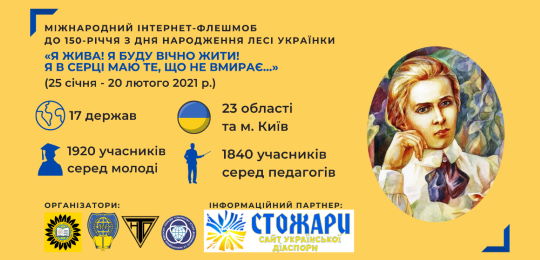 МІЖНАРОДНИЙ ІНТЕРНЕТ-ФЛЕШМОБ
ДО 150-РІЧЧЯ З ДНЯ НАРОДЖЕННЯ ЛЕСІ УКРАЇНКИ
«Я ЖИВА! Я БУДУ ВІЧНО ЖИТИ!
Я В СЕРЦІ МАЮ ТЕ, ЩО НЕ ВМИРАЄ...»
(25 січня - 20 лютого 2021 р.)
17 держав
23 області
та м. Київ
1920 учасників
серед молоді
1840 учасників
серед педагогів
ОРГАНІЗАТОРИ:
ІНФОРМАЦІЙНИЙ ПАРТНЕР:
СТОЖАРИ
САЙТ УКРАЇНСЬКОЇ
ДІАСПОРИ